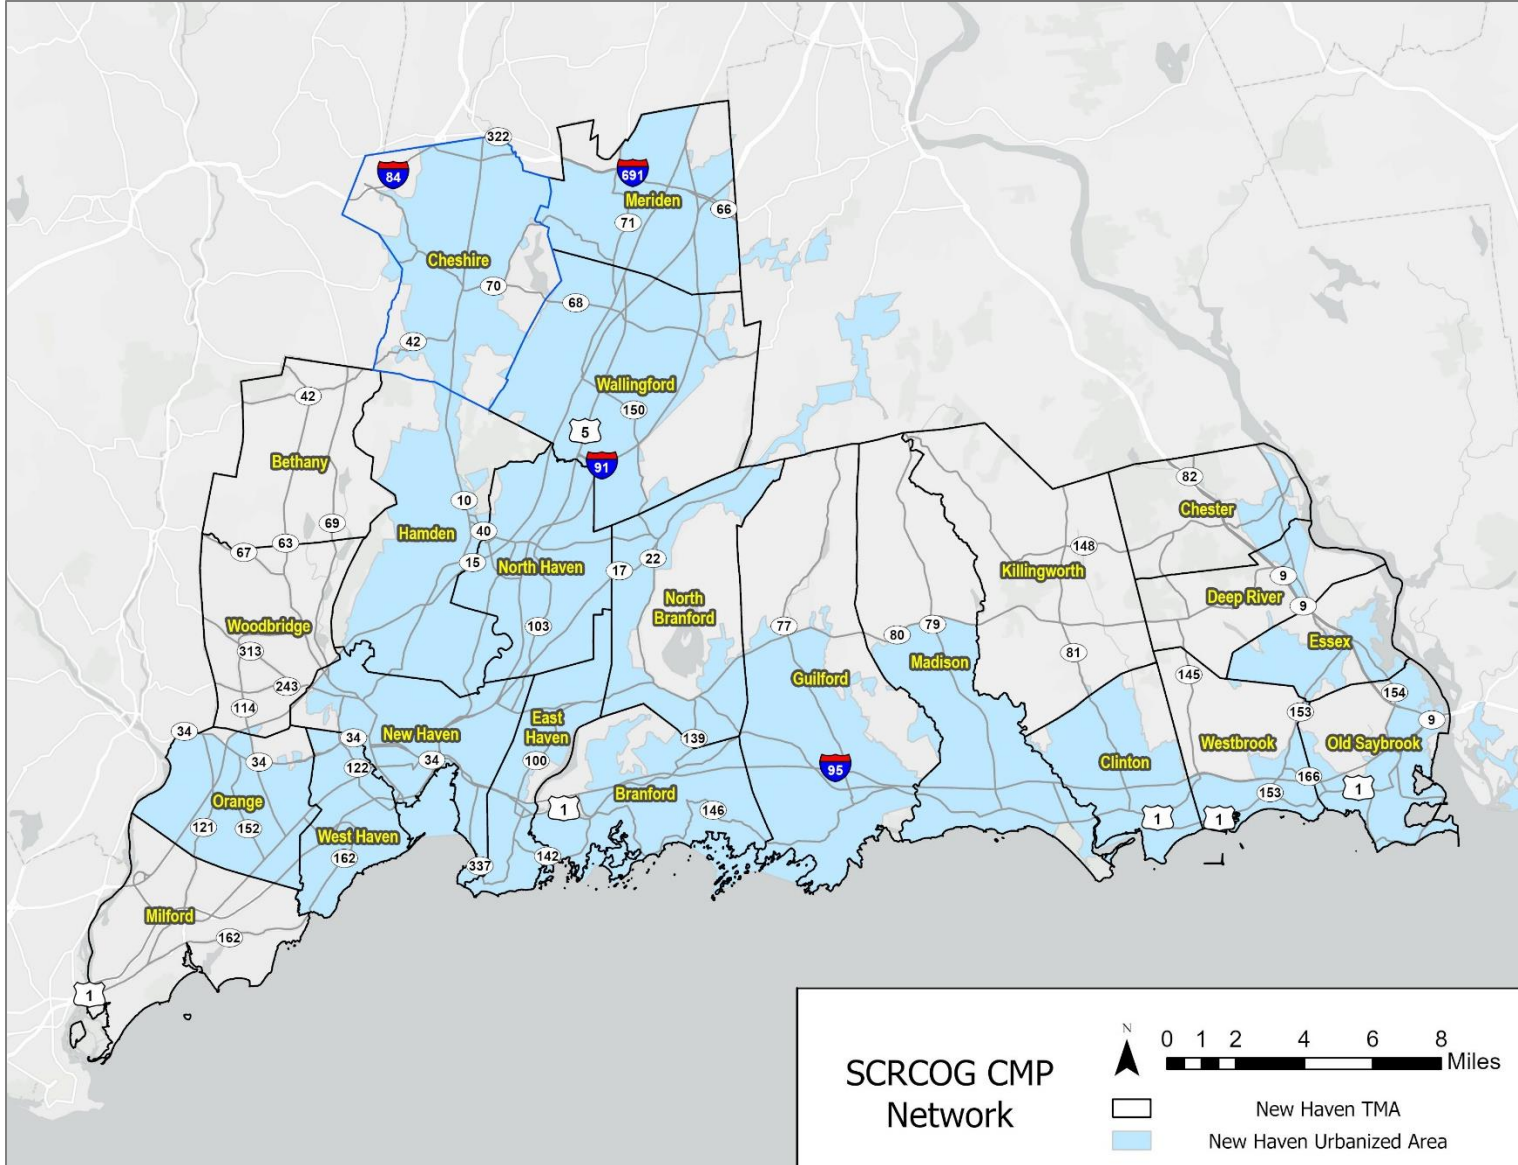 322
84
691
Meriden
66
71
Cheshire
70
68
42
Wallingford
42
150
5
Bethany
91
82
10
Chester
69
Hamden
40
63
148
67
15
22
North Haven
17
Killingworth
9
North
Branford
Deep River
9
Woodbridge
103
77
79
80
Essex
313
81
Madison
Guilford
145
243
154
114
East
Haven
153
9
34
New Haven
34
139
Westbrook
Old Saybrook
34
34
100
Clinton
122
95
166
Orange
Branford
153
1
1
146
1
1
121
152
West Haven
162
142
337
Milford
162
1
SCRCOG CMP
Network
N
0 1 2 4 6 8
Miles
New Haven TMA
New Haven Urbanized Area